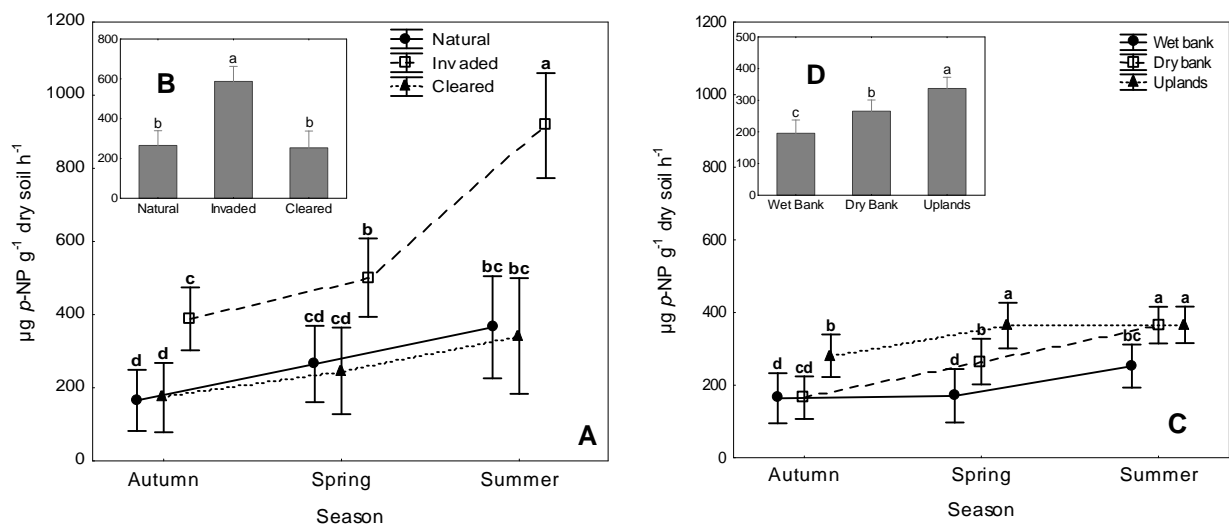 1200
1000
800
600
400
200
0
µg p-NP g⁻¹ dry soil h⁻¹
Autumn Spring Summer
Season
Natural
Invaded
Cleared
A
d d c
cd b cd
bc a bc
B
800
600
400
200
0
b a b
Natural Invaded Cleared
1200
1000
800
600
400
200
0
µg p-NP g⁻¹ dry soil h⁻¹
Autumn Spring Summer
Season
Wet bank
Dry bank
Uplands
C
d cd b
d b a
bc a a
D
500
400
300
200
100
0
c b a
Wet Bank Dry Bank Uplands